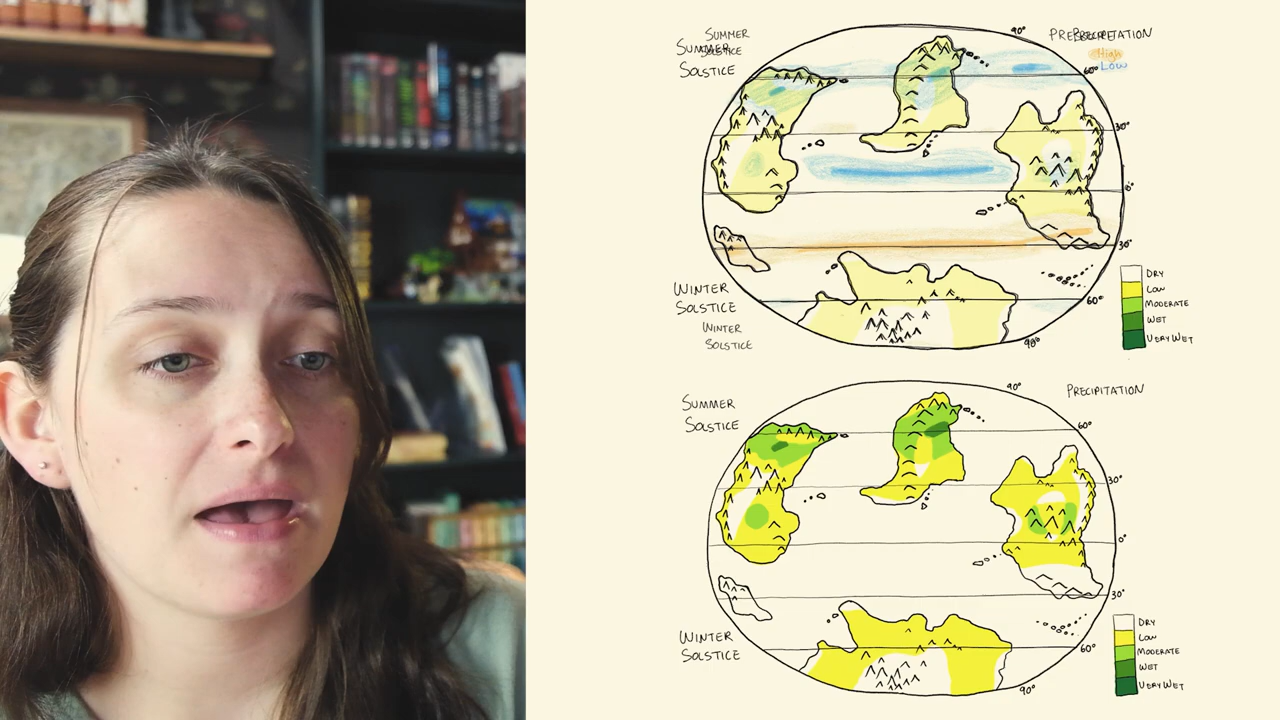 SUMMER
SOLSTICE
SUMMER
SOLSTICE
90°
PRECIPITATION
High
Low
60°
30°
0°
30°
60°
90°
WINTER
SOLSTICE
WINTER
SOLSTICE
DRY
LOW
MODERATE
WET
VERY WET
SUMMER
SOLSTICE
90°
PRECIPITATION
60°
30°
0°
30°
60°
90°
WINTER
SOLSTICE
DRY
LOW
MODERATE
WET
VERY WET